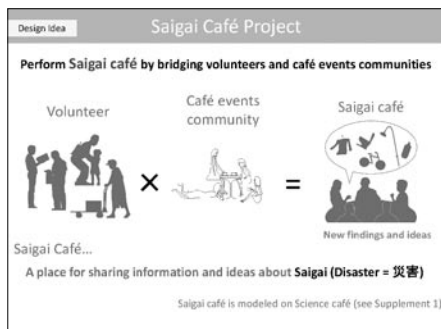 Design Idea
Saigai Café Project
Perform Saigai café by bridging volunteers and café events communities
Volunteer
Café events
community
Saigai café
×
=
New findings and ideas
Saigai Café...
A place for sharing information and ideas about Saigai (Disaster = 災害)
Saigai café is modeled on Science café (see Supplement 1)